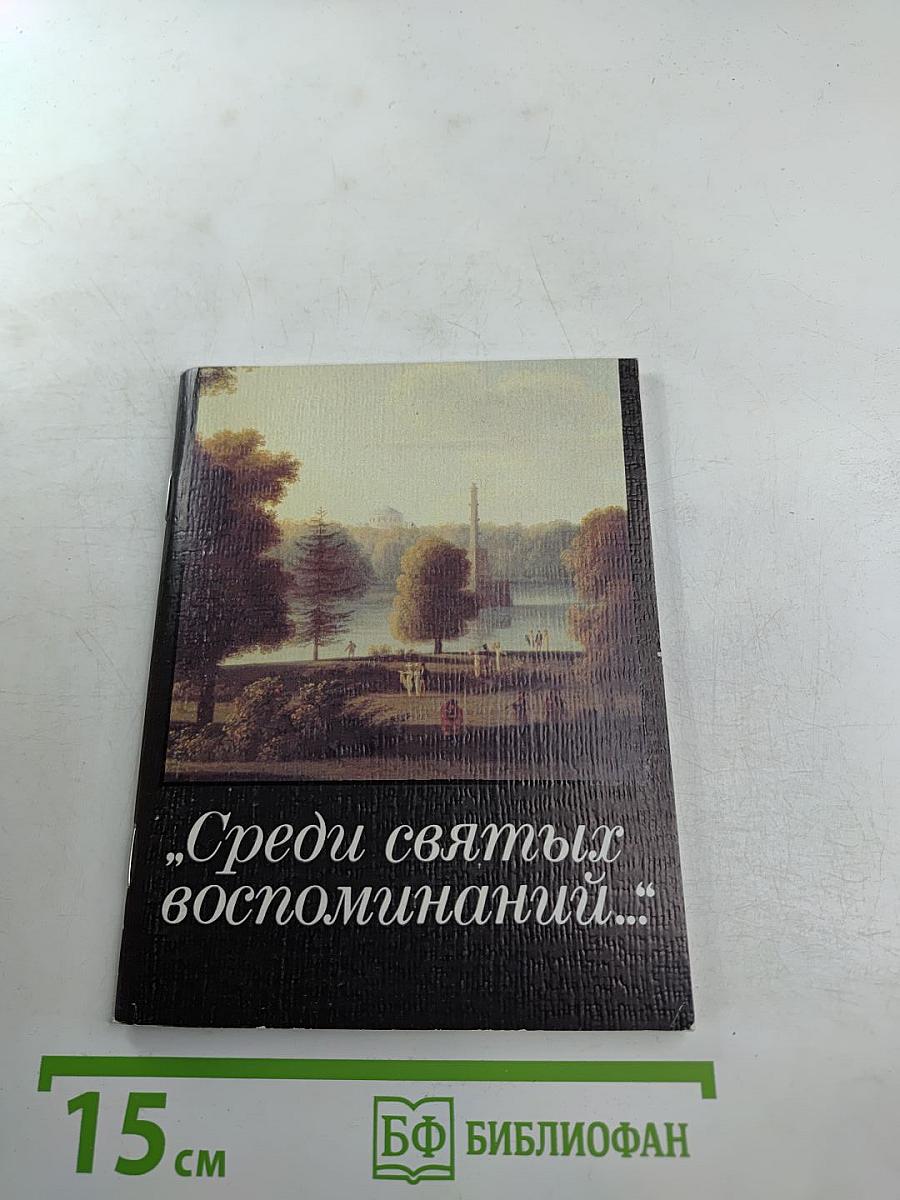 „Среди святых
воспоминаний...“
15 см
БФ БИБЛИОФАН